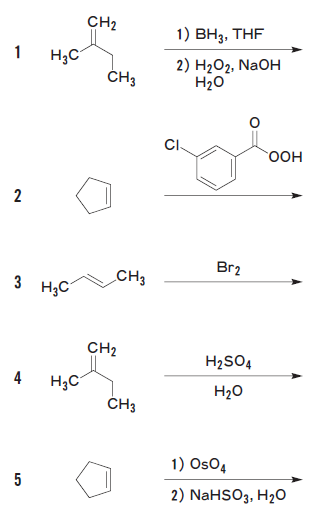 CH₂
1) BH₃, THF
1
H₃C
2) H₂O₂, NaOH
H₂O
CH₃
O
Cl
OOH
2
3
H₃C
CH₃
Br₂
CH₂
H₂SO₄
4
H₃C
H₂O
CH₃
1) OsO₄
5
2) NaHSO₃, H₂O